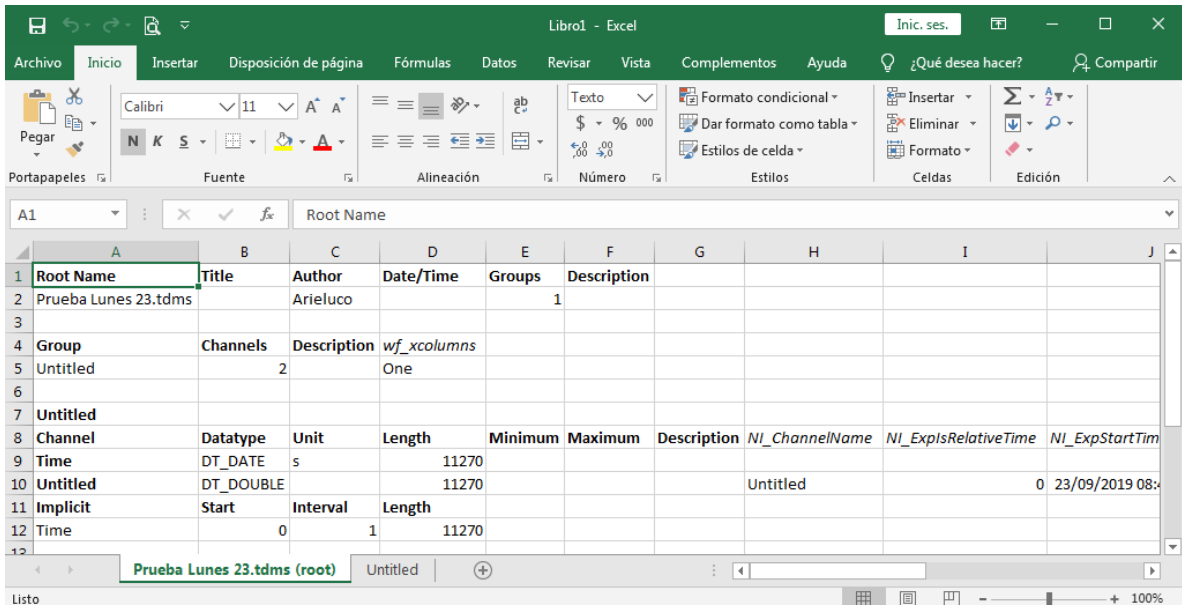 Libro1 - Excel
Inic. ses.
Archivo Inicio Insertar Disposición de página Fórmulas Datos Revisar Vista Complementos Ayuda ¿Qué desea hacer? Compartir
Pegar
Calibri 11 A A
N K S A
ab
Texto
$ % 000
Formato condicional
Dar formato como tabla
Estilos de celda
Insertar
Eliminar
Formato
Portapapeles Fuente Alineación Número Estilos Celdas Edición
A1 fx Root Name
A B C D E F G H I J
1 Root Name Title Author Date/Time Groups Description
2 Prueba Lunes 23.tdms Arieluco 1
3
4 Group Channels Description wf_xcolumns
5 Untitled 2 One
6
7 Untitled
8 Channel Datatype Unit Length Minimum Maximum Description NI_ChannelName NI_ExpIsRelativeTime NI_ExpStartTim
9 Time DT_DATE s 11270
10 Untitled DT_DOUBLE 11270 Untitled 0 23/09/2019 08:4
11 Implicit Start Interval Length
12 Time 0 1 11270
Prueba Lunes 23.tdms (root) Untitled
Listo 100%